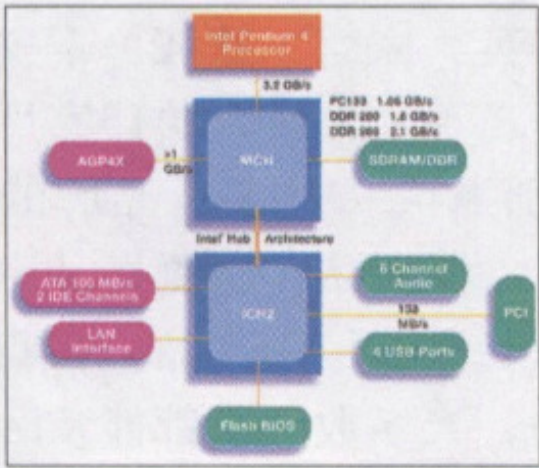 Intel Pentium 4
Processor
3.2 GB/s
PC133 1.06 GB/s
DDR 200 1.6 GB/s
DDR 266 2.1 GB/s
AGP4X
>1
GB/s
MCH
SDRAM/DDR
Intel Hub Architecture
ATA 100 MB/s
2 IDE Channels
6 Channel
Audio
ICH2
133
MB/s
PCI
LAN
Interface
4 USB Ports
Flash BIOS